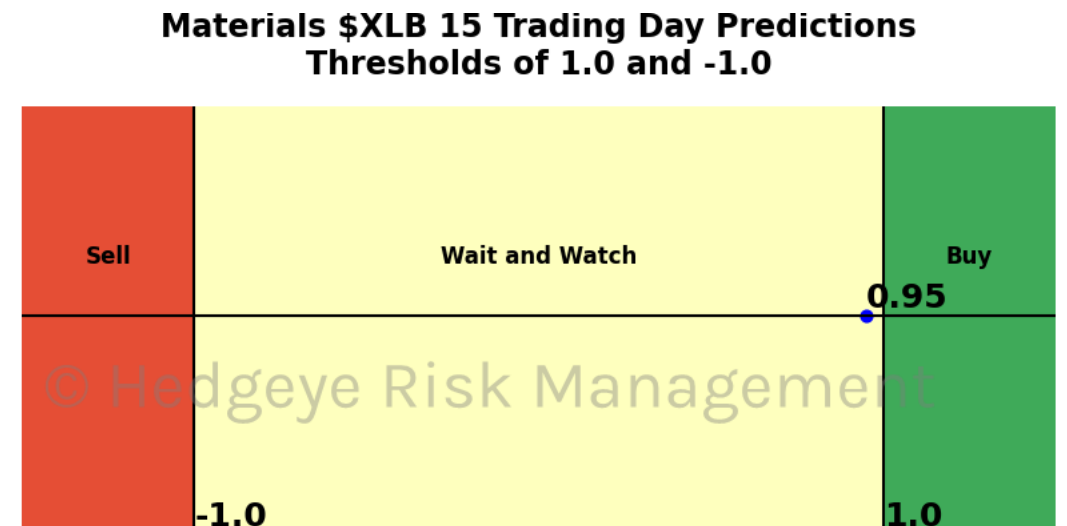 Materials $XLB 15 Trading Day Predictions
Thresholds of 1.0 and -1.0
Sell
Wait and Watch
Buy
0.95
© Hedgeye Risk Management
-1.0
1.0